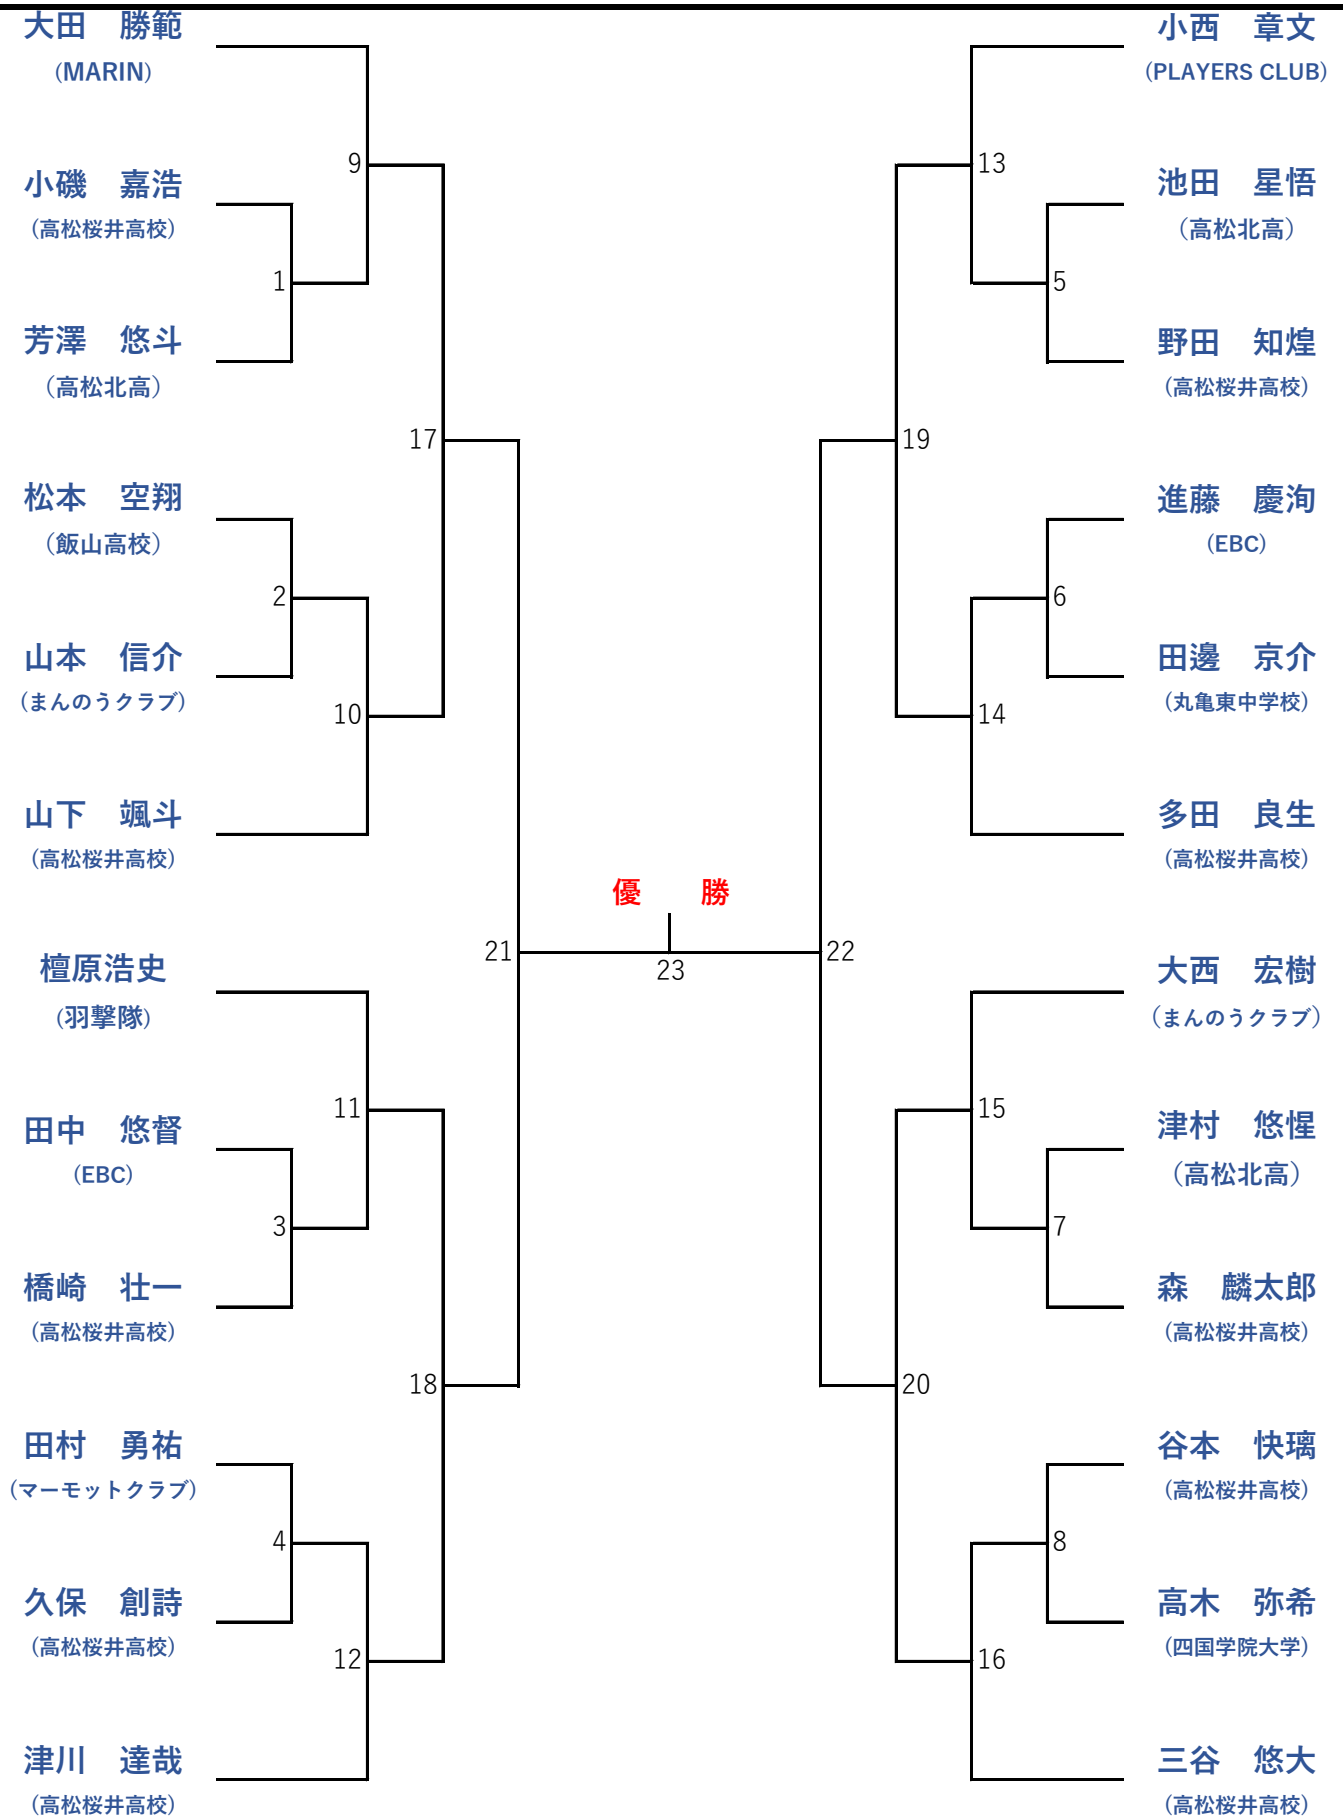 大田　勝範
(MARIN)
9
小磯　嘉浩
(高松桜井高校)
1
芳澤　悠斗
(高松北高)
17
松本　空翔
(飯山高校)
2
山本　信介
(まんのうクラブ)
10
山下　颯斗
(高松桜井高校)
檀原浩史
(羽撃隊)
11
田中　悠督
(EBC)
3
橋崎　壮一
(高松桜井高校)
18
田村　勇祐
(マーモットクラブ)
4
久保　創詩
(高松桜井高校)
12
津川　達哉
(高松桜井高校)
優　勝
21
23
22
小西　章文
(PLAYERS CLUB)
13
池田　星悟
(高松北高)
5
野田　知煌
(高松桜井高校)
19
進藤　慶洵
(EBC)
6
田邊　京介
(丸亀東中学校)
14
多田　良生
(高松桜井高校)
大西　宏樹
(まんのうクラブ)
15
津村　悠惺
(高松北高)
7
森　麟太郎
(高松桜井高校)
20
谷本　快璃
(高松桜井高校)
8
高木　弥希
(四国学院大学)
16
三谷　悠大
(高松桜井高校)